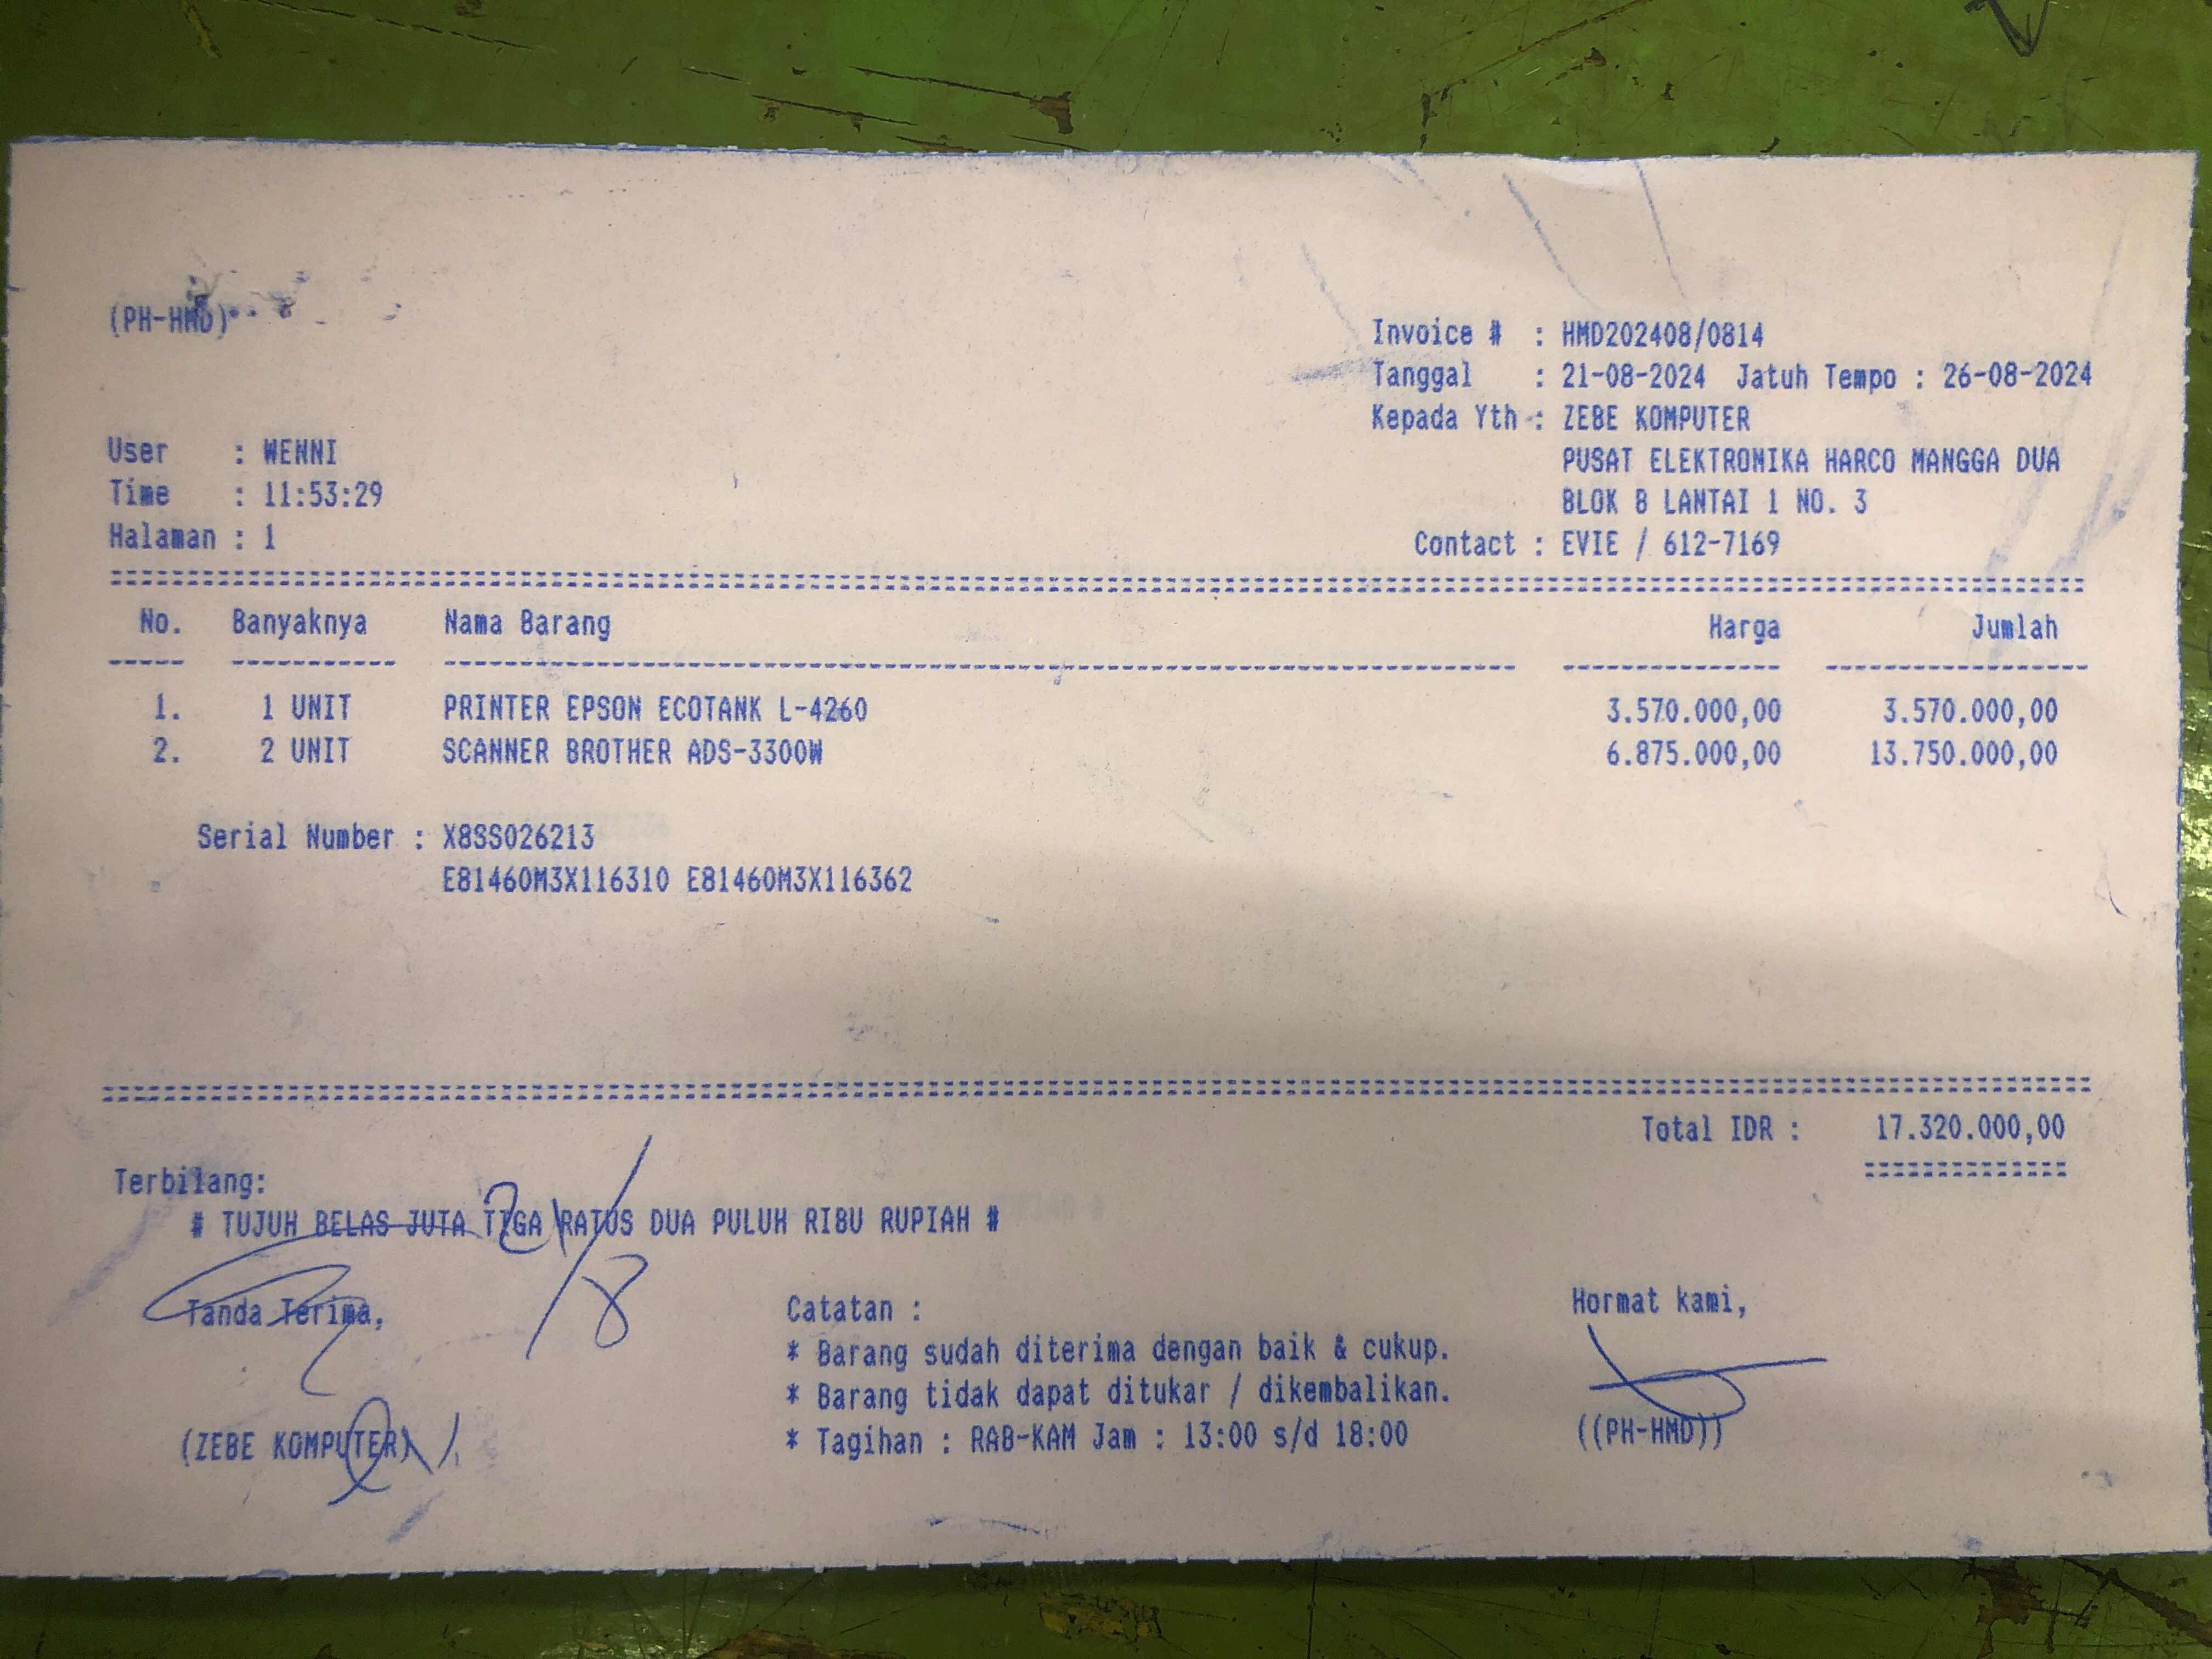 (PH-HMD)
Invoice # : HMD202408/0814
Tanggal : 21-08-2024 Jatuh Tempo : 26-08-2024
Kepada Yth : ZEBE KOMPUTER
PUSAT ELEKTRONIKA HARCO MANGGA DUA
BLOK B LANTAI 1 NO. 3
Contact : EVIE / 612-7169
User : WENNI
Time : 11:53:29
Halaman : 1
No. Banyaknya Nama Barang Harga Jumlah
1. 1 UNIT PRINTER EPSON ECOTANK L-4260 3.570.000,00 3.570.000,00
2. 2 UNIT SCANNER BROTHER ADS-3300W 6.875.000,00 13.750.000,00
Serial Number : X8SS026213
E81460M3X116310 E81460M3X116362
Total IDR : 17.320.000,00
Terbilang:
# TUJUH BELAS JUTA TIGA RATUS DUA PULUH RIBU RUPIAH #
21/8
Tanda Terima,
(ZEBE KOMPUTER)
Catatan :
* Barang sudah diterima dengan baik & cukup.
* Barang tidak dapat ditukar / dikembalikan.
* Tagihan : RAB-KAM Jam : 13:00 s/d 18:00
Hormat kami,
((PH-HMD))